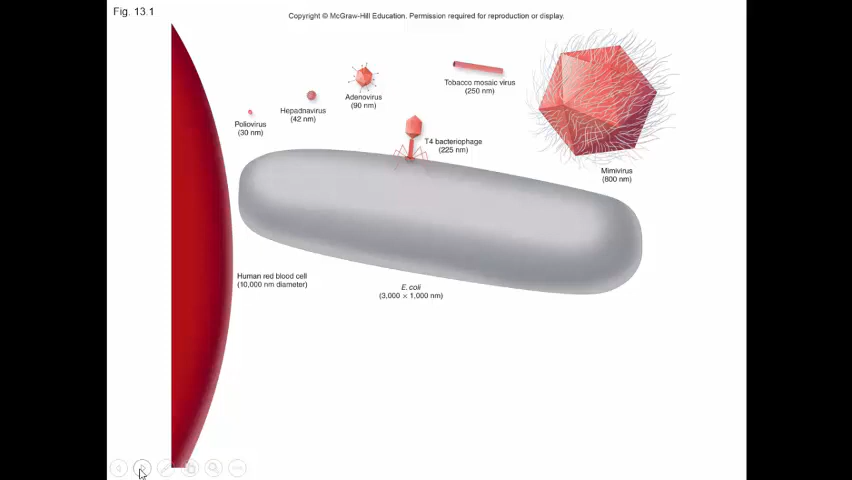 Fig. 13.1
Copyright © McGraw-Hill Education. Permission required for reproduction or display.
Poliovirus
(30 nm)
Hepadnavirus
(42 nm)
Adenovirus
(90 nm)
T4 bacteriophage
(225 nm)
Tobacco mosaic virus
(250 nm)
Mimivirus
(800 nm)
Human red blood cell
(10,000 nm diameter)
E. coli
(3,000 × 1,000 nm)